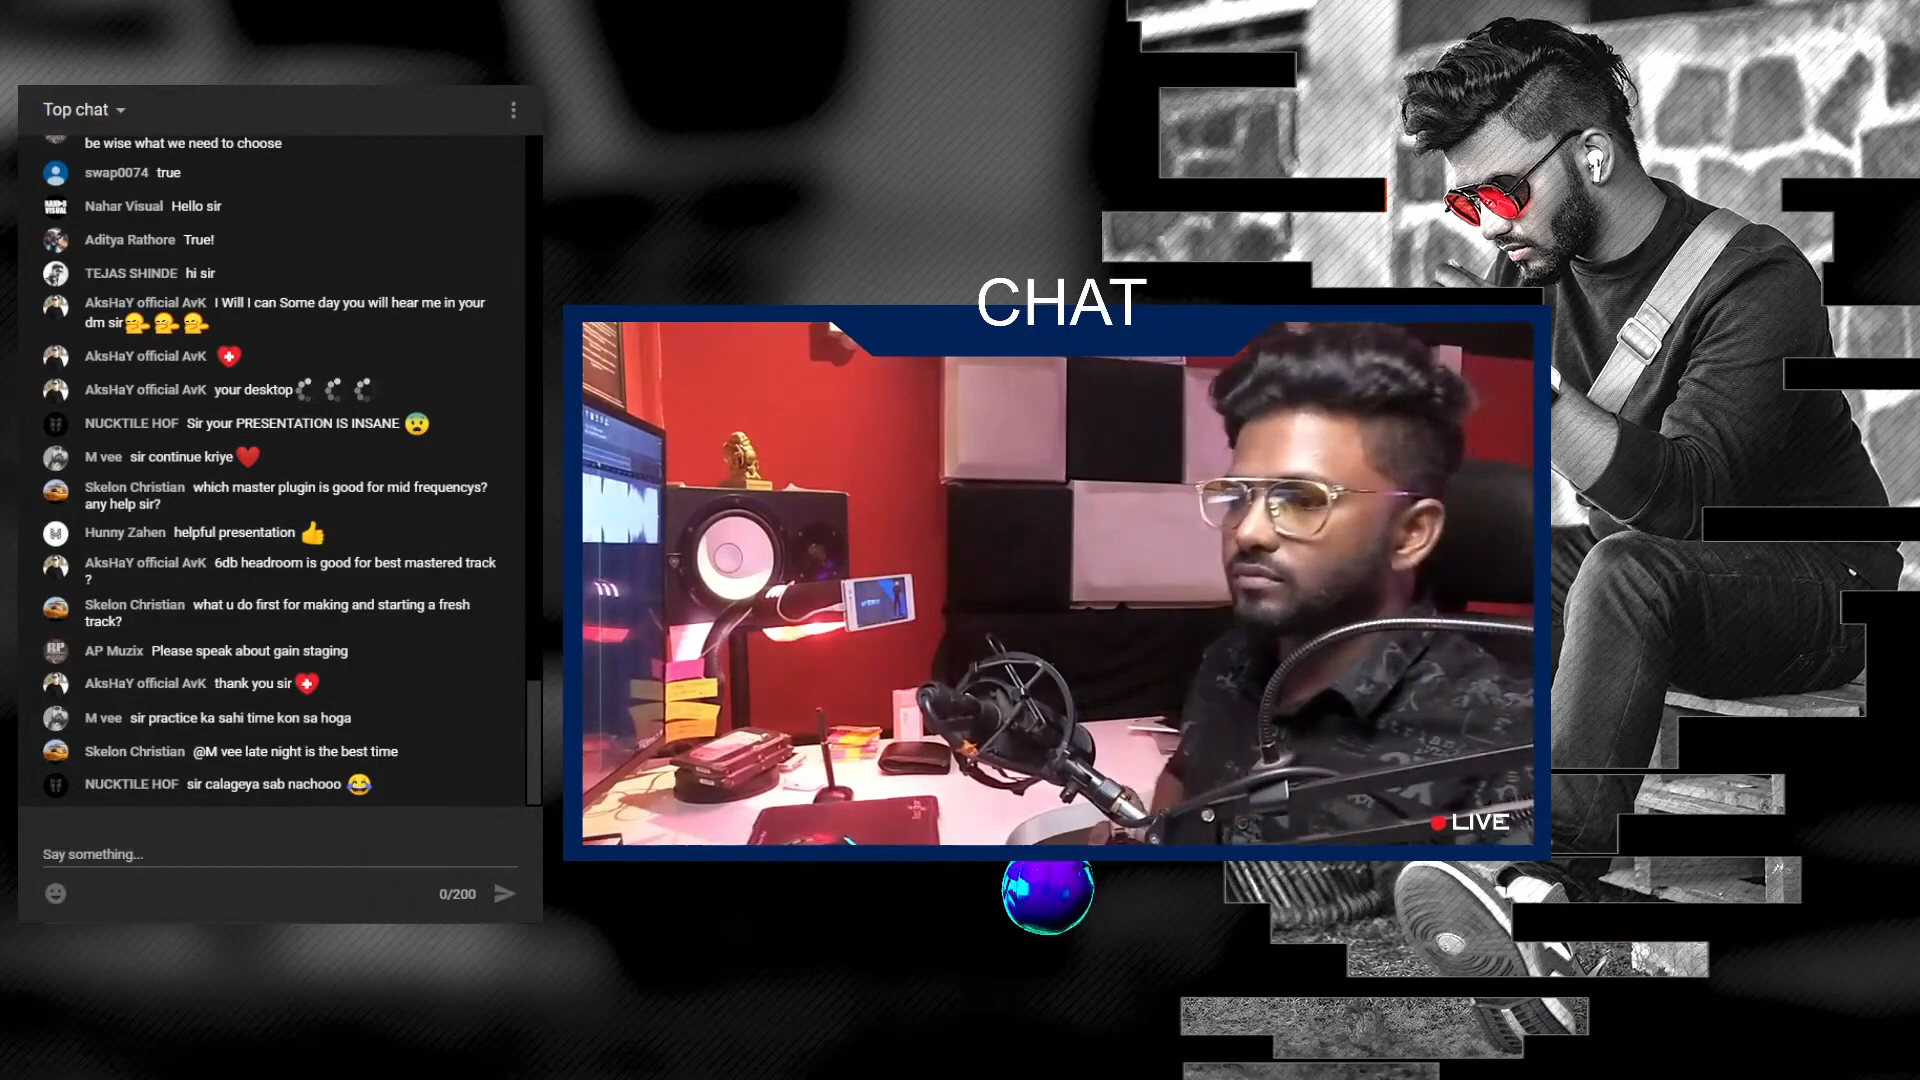 Top chat
be wise what we need to choose
swap0074 true
Nahar Visual Hello sir
Aditya Rathore True!
TEJAS SHINDE hi sir
AksHaY official AvK I Will I can Some day you will hear me in your
dm sir
AksHaY official AvK
AksHaY official AvK your desktop
NUCKTILE HOF Sir your PRESENTATION IS INSANE
M vee sir continue kriye
Skelon Christian which master plugin is good for mid frequencys?
any help sir?
Hunny Zahen helpful presentation
AksHaY official AvK 6db headroom is good for best mastered track
?
Skelon Christian what u do first for making and starting a fresh
track?
AP Muzix Please speak about gain staging
AksHaY official AvK thank you sir
M vee sir practice ka sahi time kon sa hoga
Skelon Christian @M vee late night is the best time
NUCKTILE HOF sir calageya sab nachooo
Say something...
0/200
CHAT
LIVE